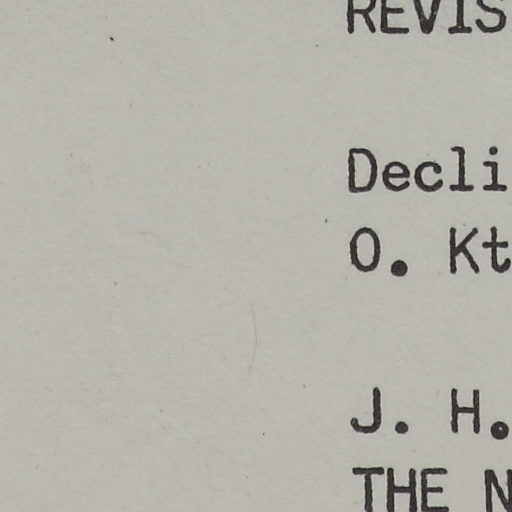 REVIS
Decli
O. Kt
J. H.
THE N